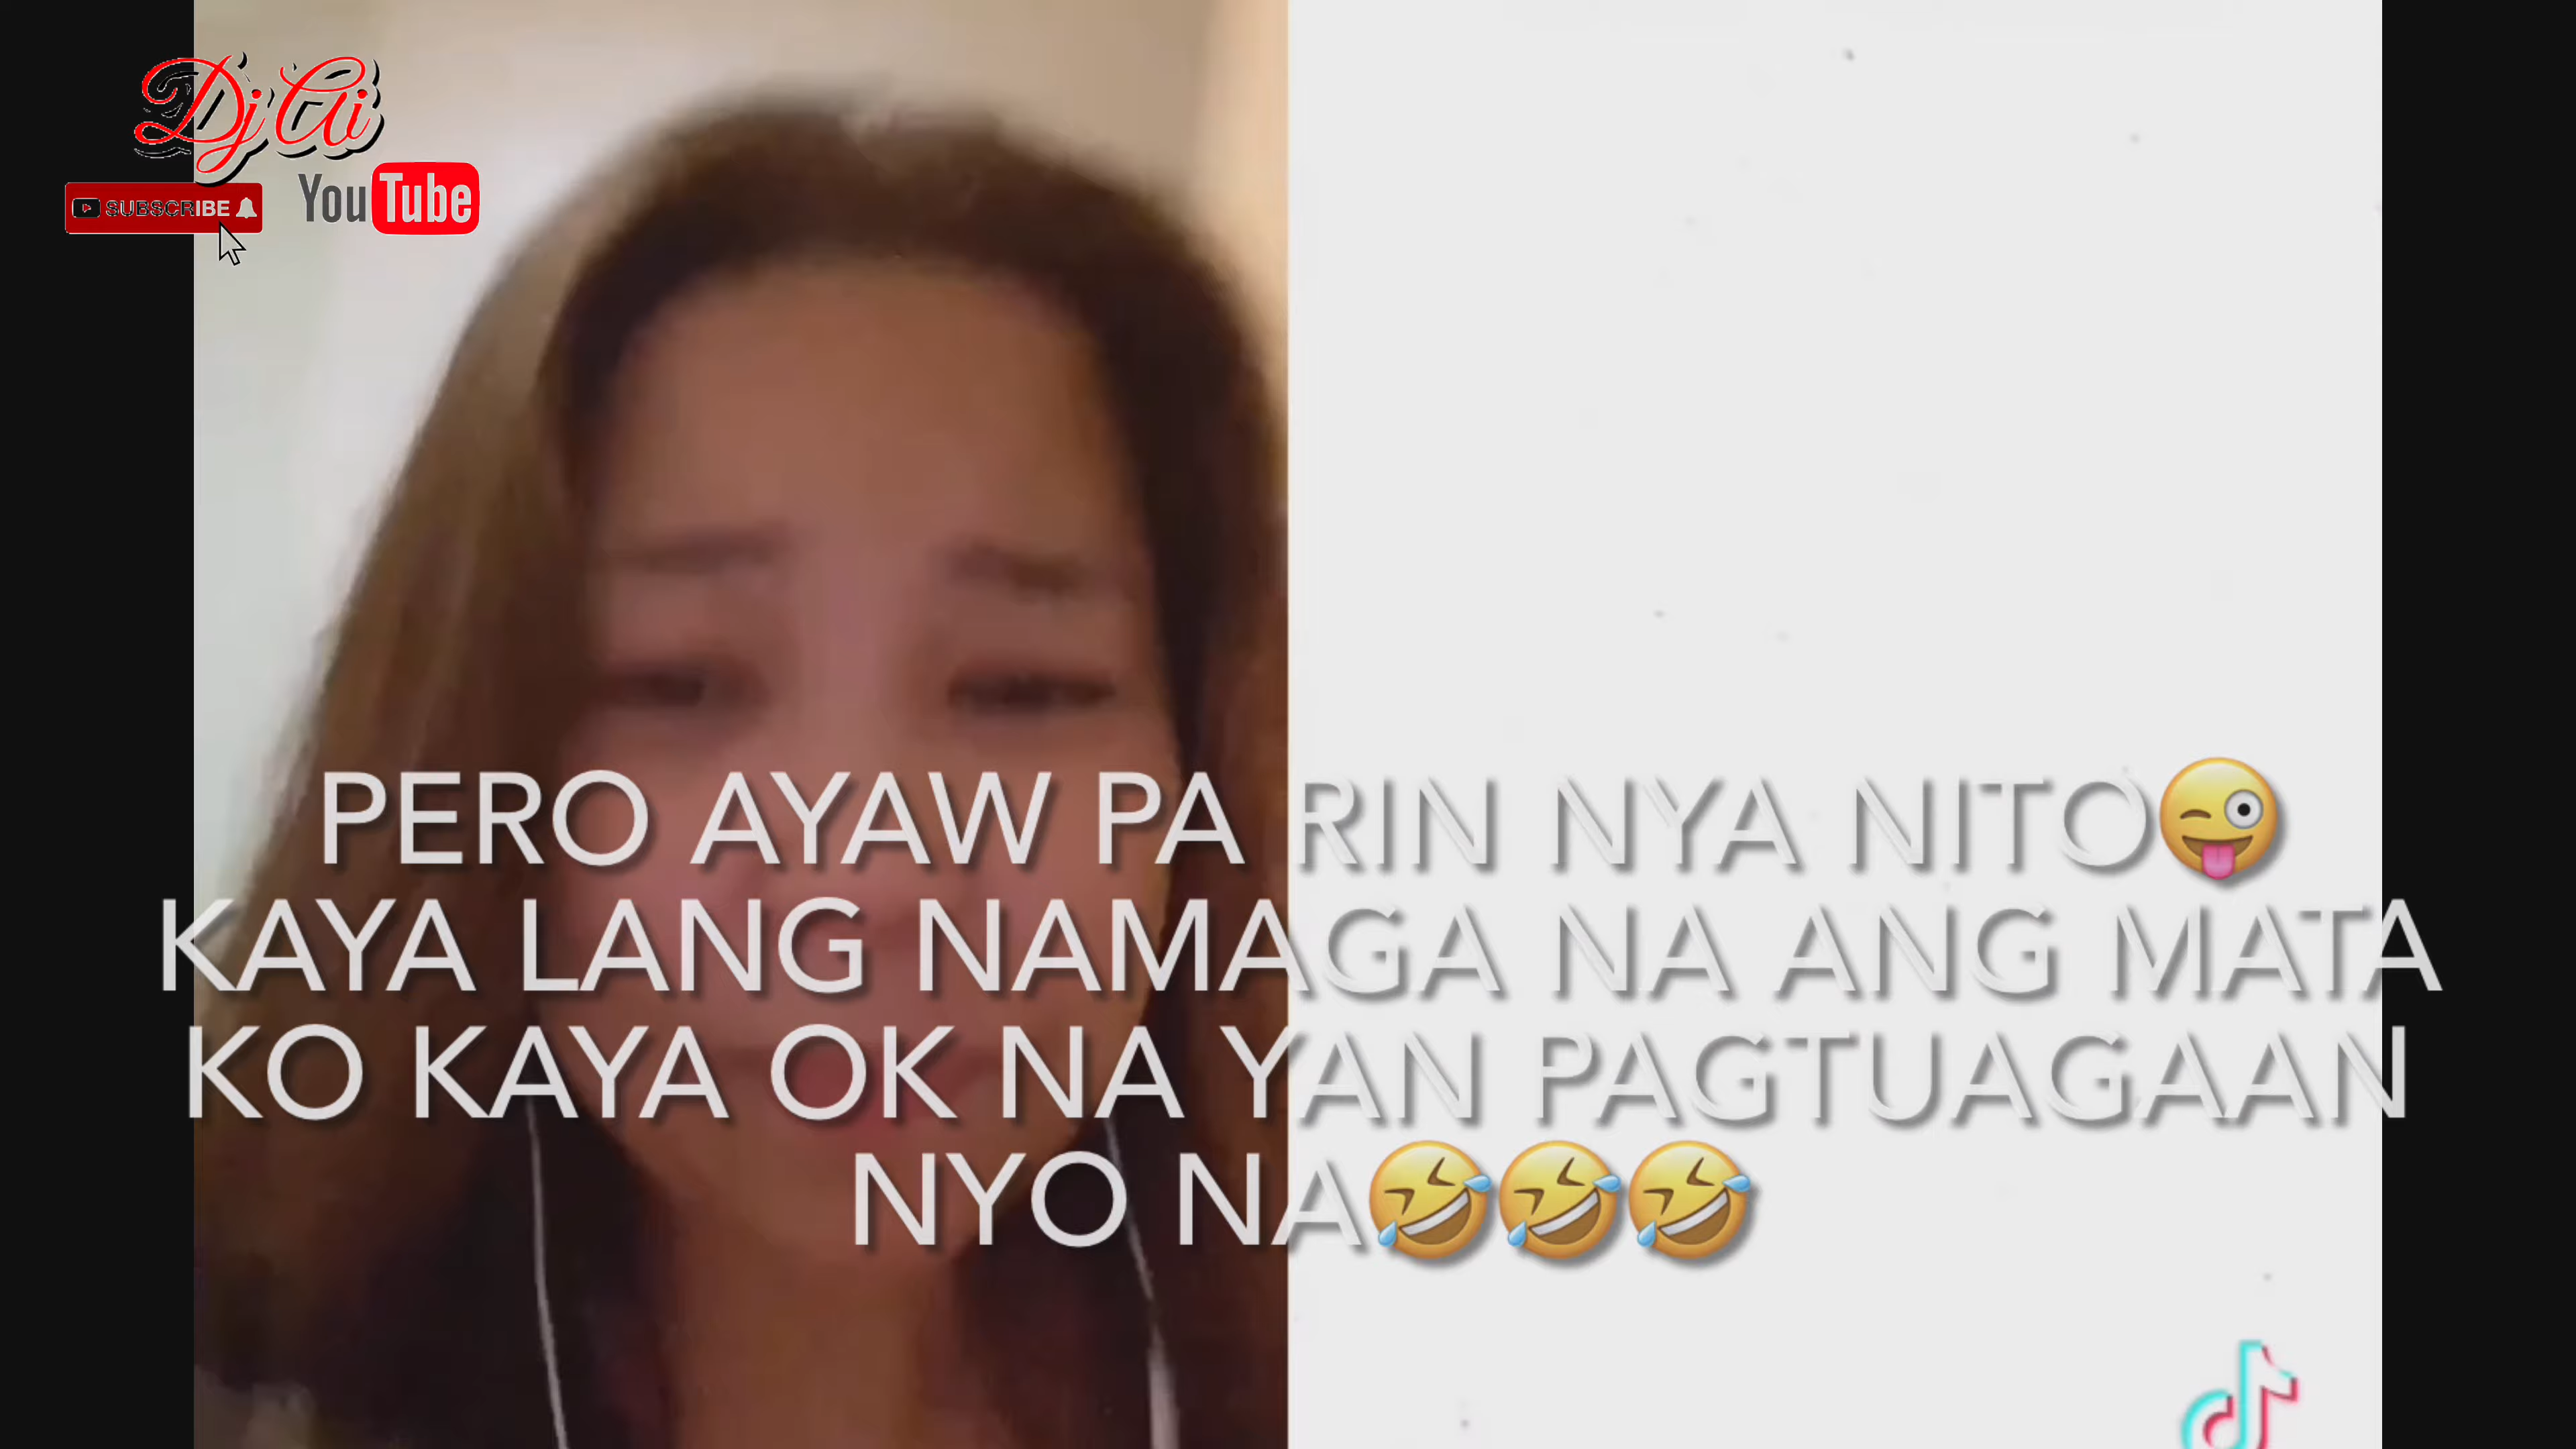 Dj Ai
SUBSCRIBE
YouTube
PERO AYAW PA RIN NYA NITO😜
KAYA LANG NAMAGA NA ANG MATA
KO KAYA OK NA YAN PAGTUAGAAN
NYO NA🤣🤣🤣